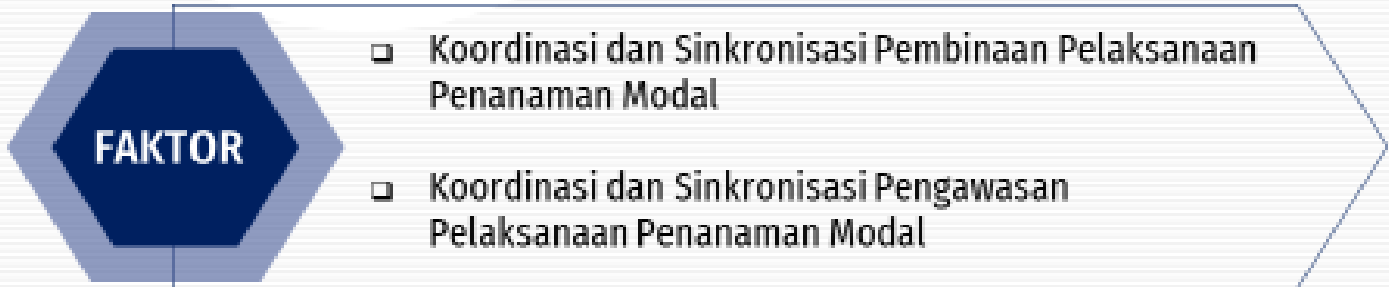 FAKTOR
❑ Koordinasi dan Sinkronisasi Pembinaan Pelaksanaan
Penanaman Modal
❑ Koordinasi dan Sinkronisasi Pengawasan
Pelaksanaan Penanaman Modal